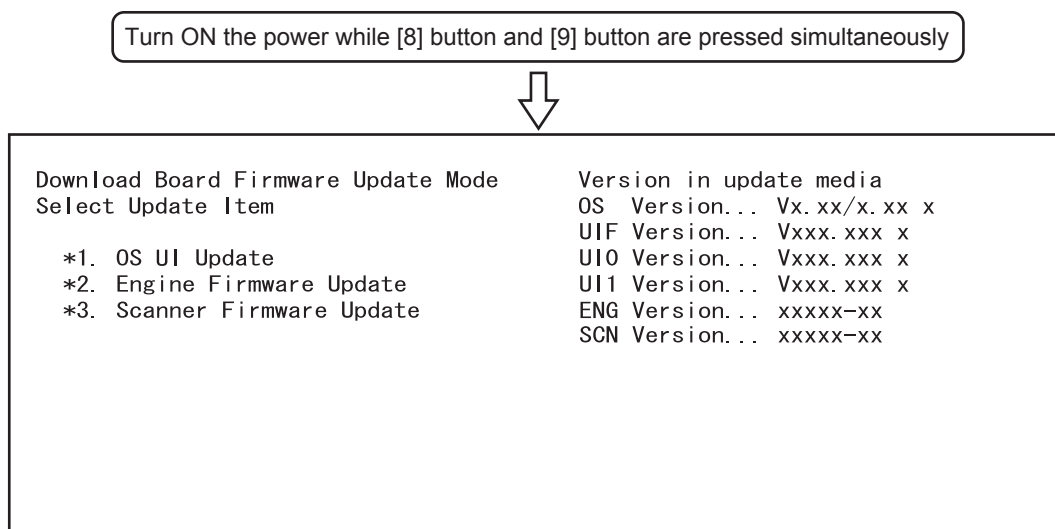 Turn ON the power while [8] button and [9] button are pressed simultaneously
Download Board Firmware Update Mode
Select Update Item
*1. OS UI Update
*2. Engine Firmware Update
*3. Scanner Firmware Update
Version in update media
OS Version... Vx.xx/x.xx x
UIF Version... Vxxx.xxx x
UI0 Version... Vxxx.xxx x
UI1 Version... Vxxx.xxx x
ENG Version... xxxxx-xx
SCN Version... xxxxx-xx